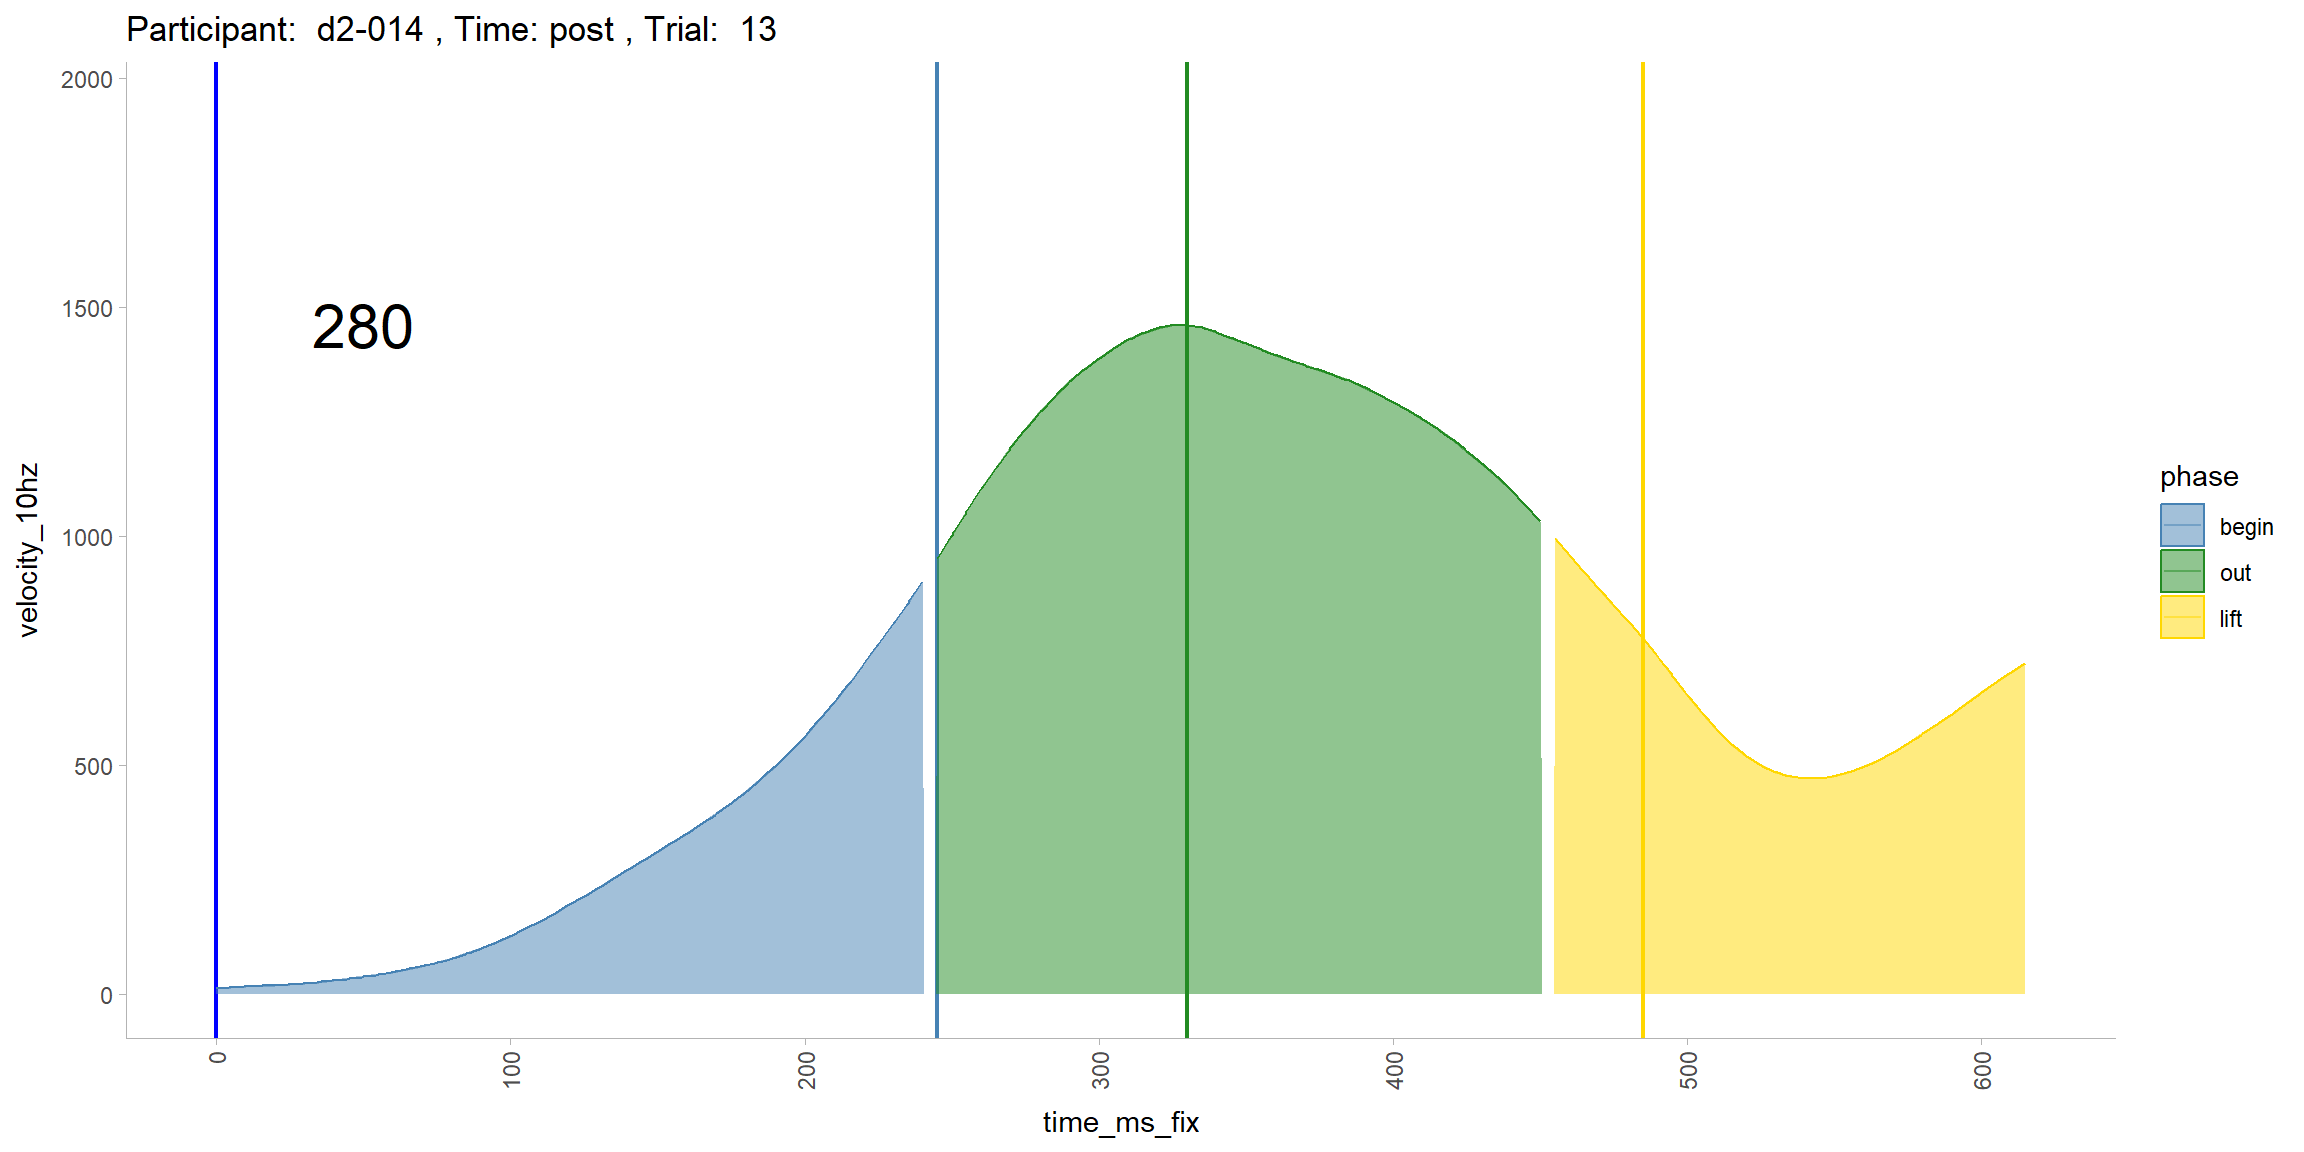 Participant:  d2-014 , Time: post , Trial:  13
2000
1500
1000
500
0
velocity_10hz
280
0
100
200
300
400
500
600
time_ms_fix
phase
begin
out
lift